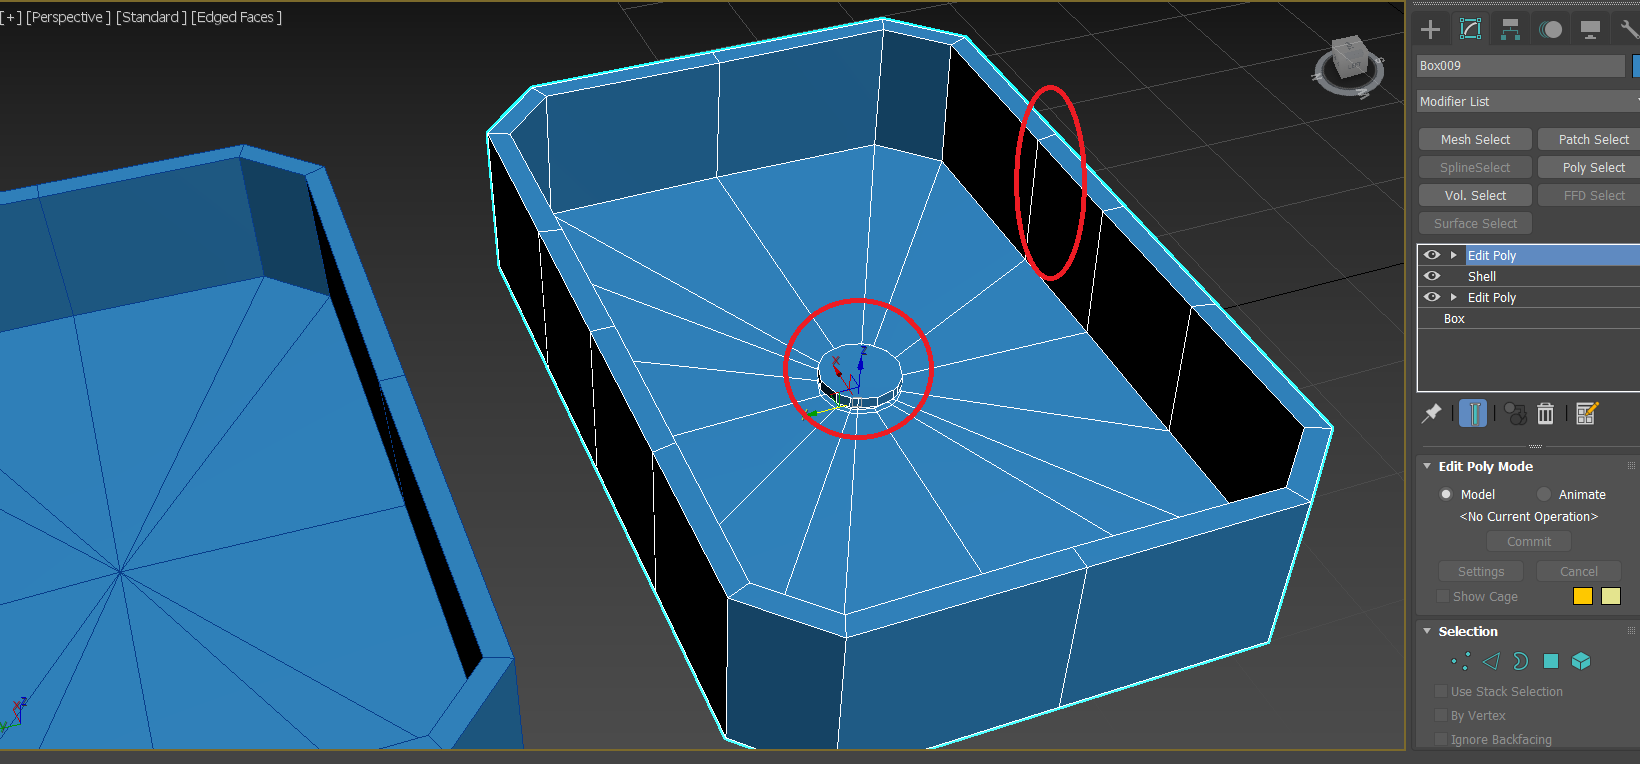 [+] [Perspective ] [Standard ] [Edged Faces ]
Box009
Modifier List
Mesh Select
Patch Select
SplineSelect
Poly Select
Vol. Select
FFD Select
Surface Select
Edit Poly
Shell
Edit Poly
Box
Edit Poly Mode
Model
Animate
<No Current Operation>
Commit
Settings
Cancel
Show Cage
Selection
Use Stack Selection
By Vertex
Ignore Backfacing